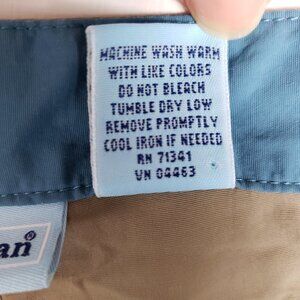 MACHINE WASH WARM
WITH LIKE COLORS
DO NOT BLEACH
TUMBLE DRY LOW
REMOVE PROMPTLY
COOL IRON IF NEEDED
RN 71341
VN 04463
an®